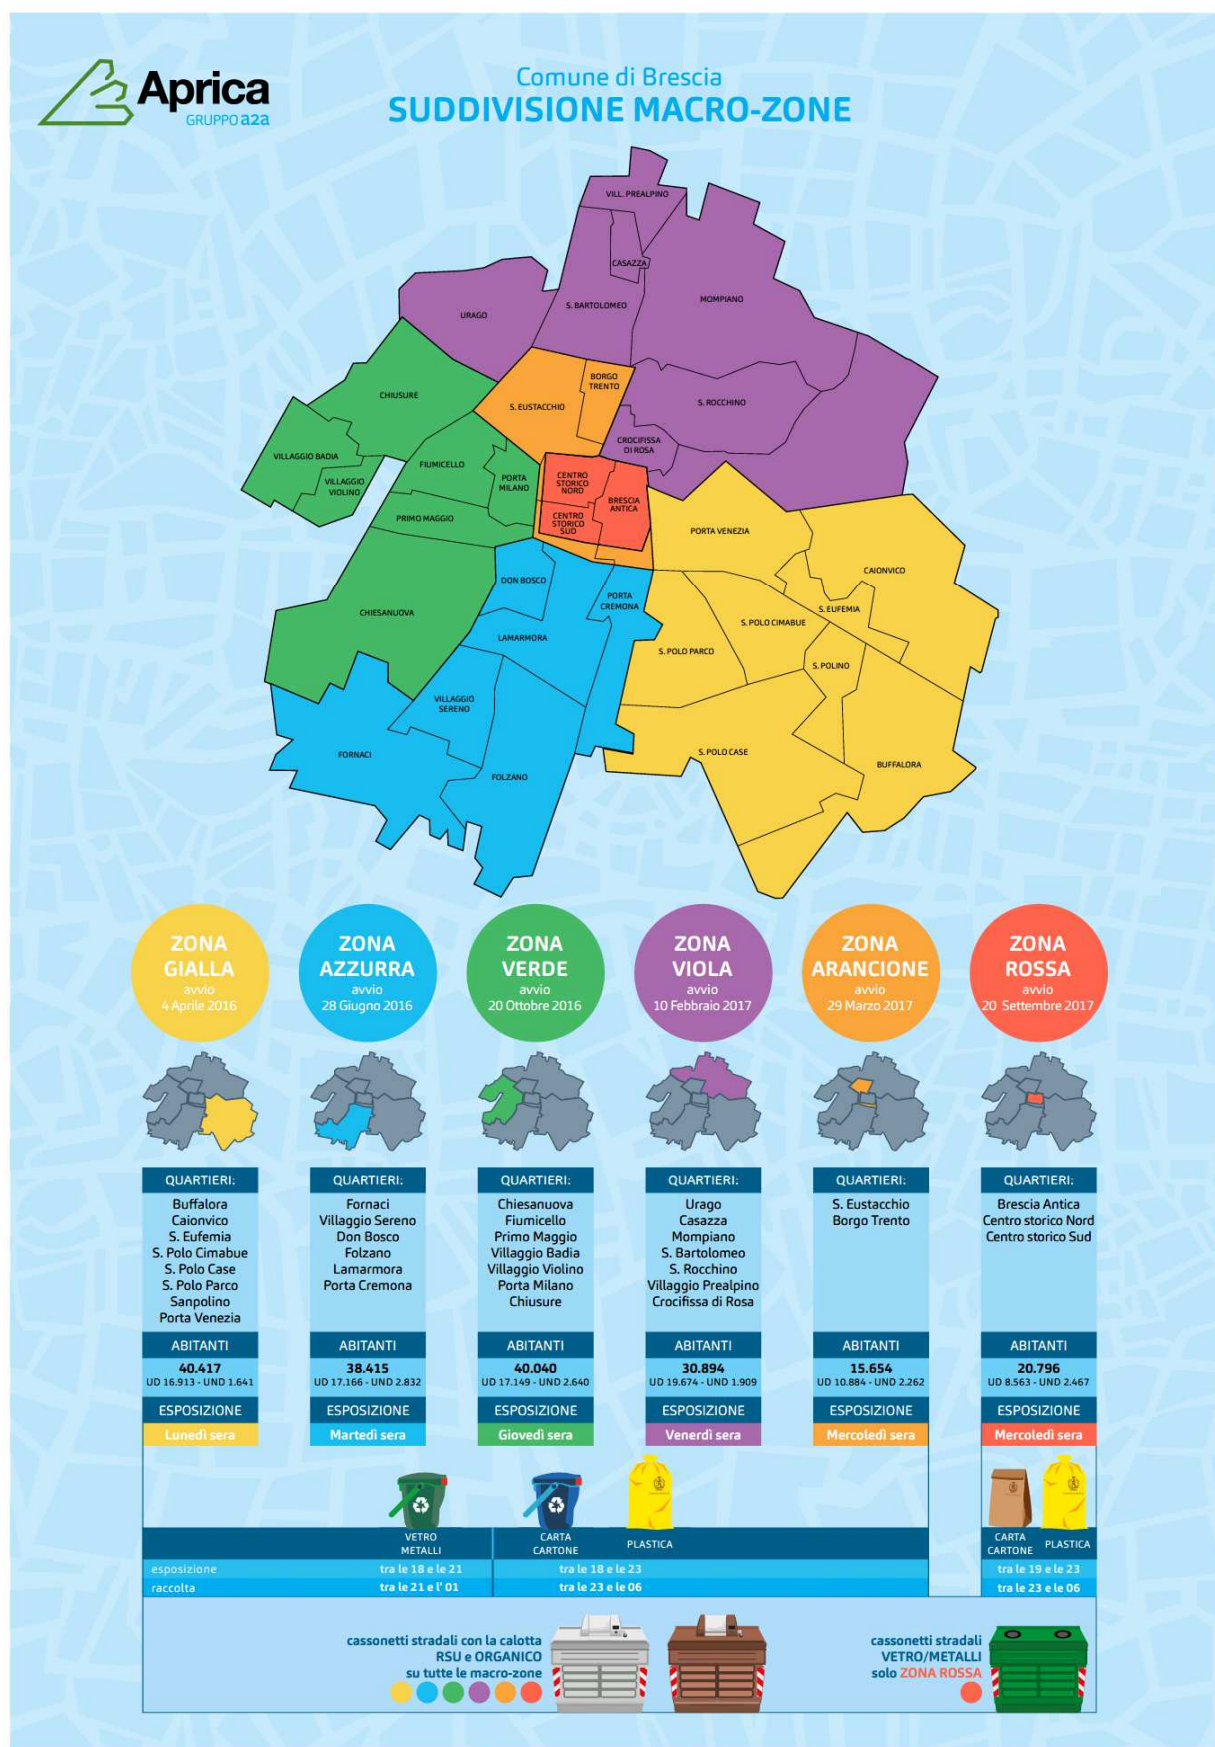 Aprica
GRUPPO a2a
Comune di Brescia
SUDDIVISIONE MACRO-ZONE
VILL. PREALPINO
CASAZZA
MOMPIANO
S. BARTOLOMEO
URAGO
BORGO
TRENTO
CHIUSURE
S. EUSTACCHIO
S. ROCCHINO
CROCIFISSA
DI ROSA
VILLAGGIO BADIA
FIUMICELLO
VILLAGGIO
VIOLINO
PORTA
MILANO
CENTRO
STORICO
NORD
BRESCIA
ANTICA
PRIMO MAGGIO
CENTRO
STORICO
SUD
PORTA VENEZIA
CAIONVICO
DON BOSCO
PORTA
CREMONA
CHIESANUOVA
S. EUFEMIA
S. POLO CIMABUE
LAMARMORA
S. POLO PARCO
S. POLINO
VILLAGGIO
SERENO
FORNACI
S. POLO CASE
BUFFALORA
FOLZANO
ZONA
GIALLA
avvio
4 Aprile 2016
ZONA
AZZURRA
avvio
28 Giugno 2016
ZONA
VERDE
avvio
20 Ottobre 2016
ZONA
VIOLA
avvio
10 Febbraio 2017
ZONA
ARANCIONE
avvio
29 Marzo 2017
ZONA
ROSSA
avvio
20 Settembre 2017
QUARTIERI:
Buffalora
Caionvico
S. Eufemia
S. Polo Cimabue
S. Polo Case
S. Polo Parco
Sanpolino
Porta Venezia
ABITANTI
40.417
UD 16.913 - UND 1.641
ESPOSIZIONE
Lunedì sera
QUARTIERI:
Fornaci
Villaggio Sereno
Don Bosco
Folzano
Lamarmora
Porta Cremona
ABITANTI
38.415
UD 17.166 - UND 2.832
ESPOSIZIONE
Martedì sera
QUARTIERI:
Chiesanuova
Fiumicello
Primo Maggio
Villaggio Badia
Villaggio Violino
Porta Milano
Chiusure
ABITANTI
40.040
UD 17.149 - UND 2.640
ESPOSIZIONE
Giovedì sera
QUARTIERI:
Urago
Casazza
Mompiano
S. Bartolomeo
S. Rocchino
Villaggio Prealpino
Crocifissa di Rosa
ABITANTI
30.894
UD 19.674 - UND 1.909
ESPOSIZIONE
Venerdì sera
QUARTIERI:
S. Eustacchio
Borgo Trento
ABITANTI
15.654
UD 10.884 - UND 2.262
ESPOSIZIONE
Mercoledì sera
QUARTIERI:
Brescia Antica
Centro storico Nord
Centro storico Sud
ABITANTI
20.796
UD 8.563 - UND 2.467
ESPOSIZIONE
Mercoledì sera
VETRO
METALLI
CARTA
CARTONE
PLASTICA
esposizione
tra le 18 e le 21
tra le 18 e le 23
raccolta
tra le 21 e l' 01
tra le 23 e le 06
CARTA
CARTONE
PLASTICA
tra le 19 e le 23
tra le 23 e le 06
cassonetti stradali con la calotta
RSU e ORGANICO
su tutte le macro-zone
cassonetti stradali
VETRO/METALLI
solo ZONA ROSSA